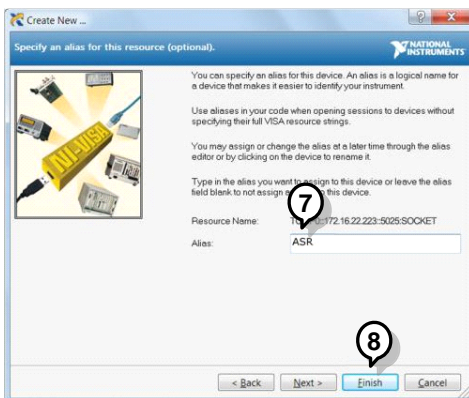 Create New ...
Specify an alias for this resource (optional).
NATIONAL
INSTRUMENTS
You can specify an alias for this device. An alias is a logical name for
a device that makes it easier to identify your instrument.
Use aliases in your code when opening sessions to devices without
specifying their full VISA resource strings.
You may assign or change the alias at a later time through the alias
editor or by clicking on the device to rename it.
Type in the alias you want to assign to this device or leave the alias
field blank to not assign to this device.
7
Resource Name: 172.16.22.223::5025::SOCKET
Alias: ASR
NI-VISA
8
< Back Next > Finish Cancel